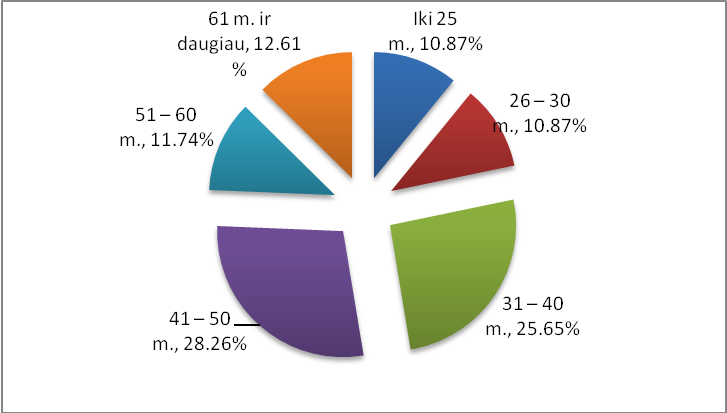 61 m. ir
daugiau, 12.61
%
Iki 25
m., 10.87%
26 – 30
m., 10.87%
51 – 60
m., 11.74%
31 – 40
m., 25.65%
41 – 50
m., 28.26%